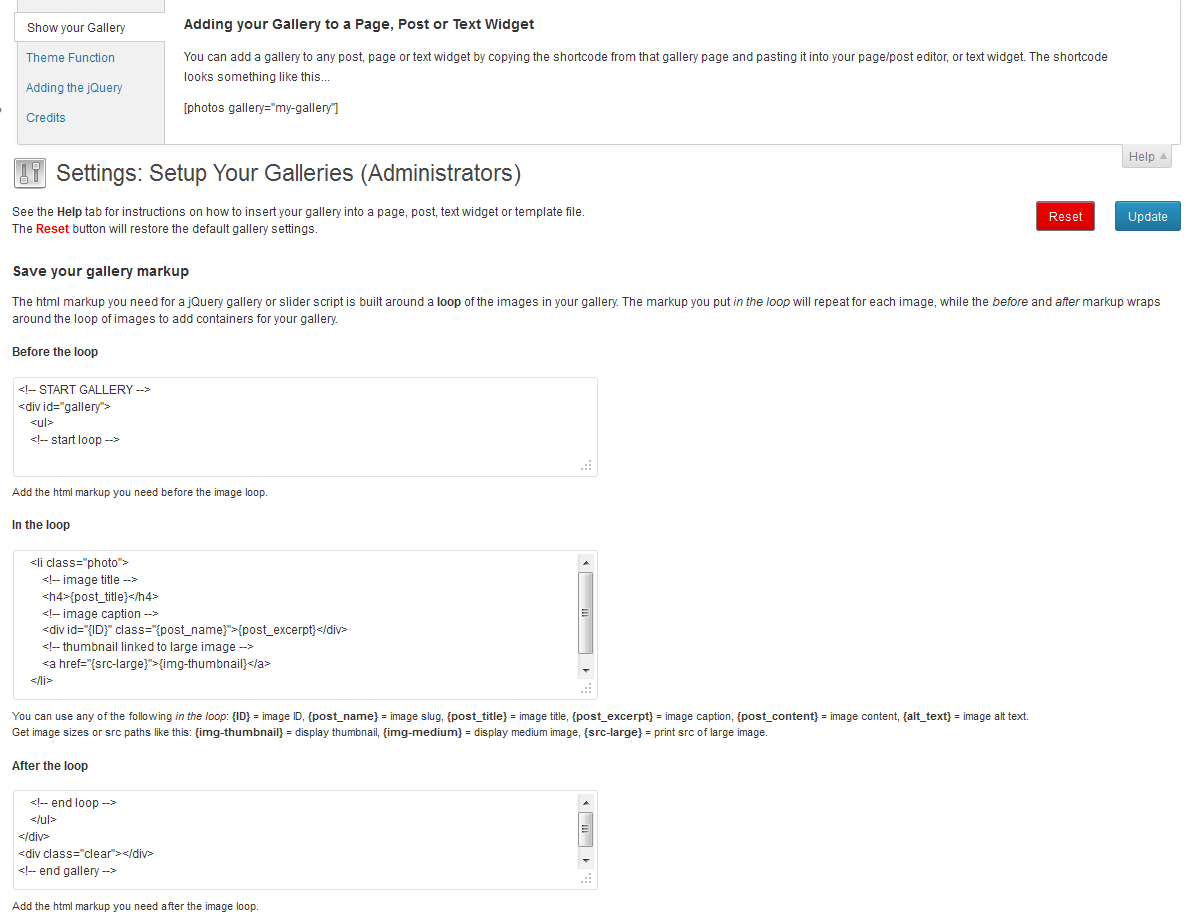 Show your Gallery
Theme Function
Adding the jQuery
Credits
Adding your Gallery to a Page, Post or Text Widget
You can add a gallery to any post, page or text widget by copying the shortcode from that gallery page and pasting it into your page/post editor, or text widget. The shortcode
looks something like this...
[photos gallery="my-gallery"]
Help
Settings: Setup Your Galleries (Administrators)
See the Help tab for instructions on how to insert your gallery into a page, post, text widget or template file.
The Reset button will restore the default gallery settings.
Reset
Update
Save your gallery markup
The html markup you need for a jQuery gallery or slider script is built around a loop of the images in your gallery. The markup you put in the loop will repeat for each image, while the before and after markup wraps
around the loop of images to add containers for your gallery.
Before the loop
<!-- START GALLERY -->
<div id="gallery">
<ul>
<!-- start loop -->
Add the html markup you need before the image loop.
In the loop
<li class="photo">
<!-- image title -->
<h4>{post_title}</h4>
<!-- image caption -->
<div id="{ID}" class="{post_name}">{post_excerpt}</div>
<!-- thumbnail linked to large image -->
<a href="{src-large}">{img-thumbnail}</a>
</li>
You can use any of the following in the loop: {ID} = image ID, {post_name} = image slug, {post_title} = image title, {post_excerpt} = image caption, {post_content} = image content, {alt_text} = image alt text.
Get image sizes or src paths like this: {img-thumbnail} = display thumbnail, {img-medium} = display medium image, {src-large} = print src of large image.
After the loop
<!-- end loop -->
</ul>
</div>
<div class="clear"></div>
<!-- end gallery -->
Add the html markup you need after the image loop.